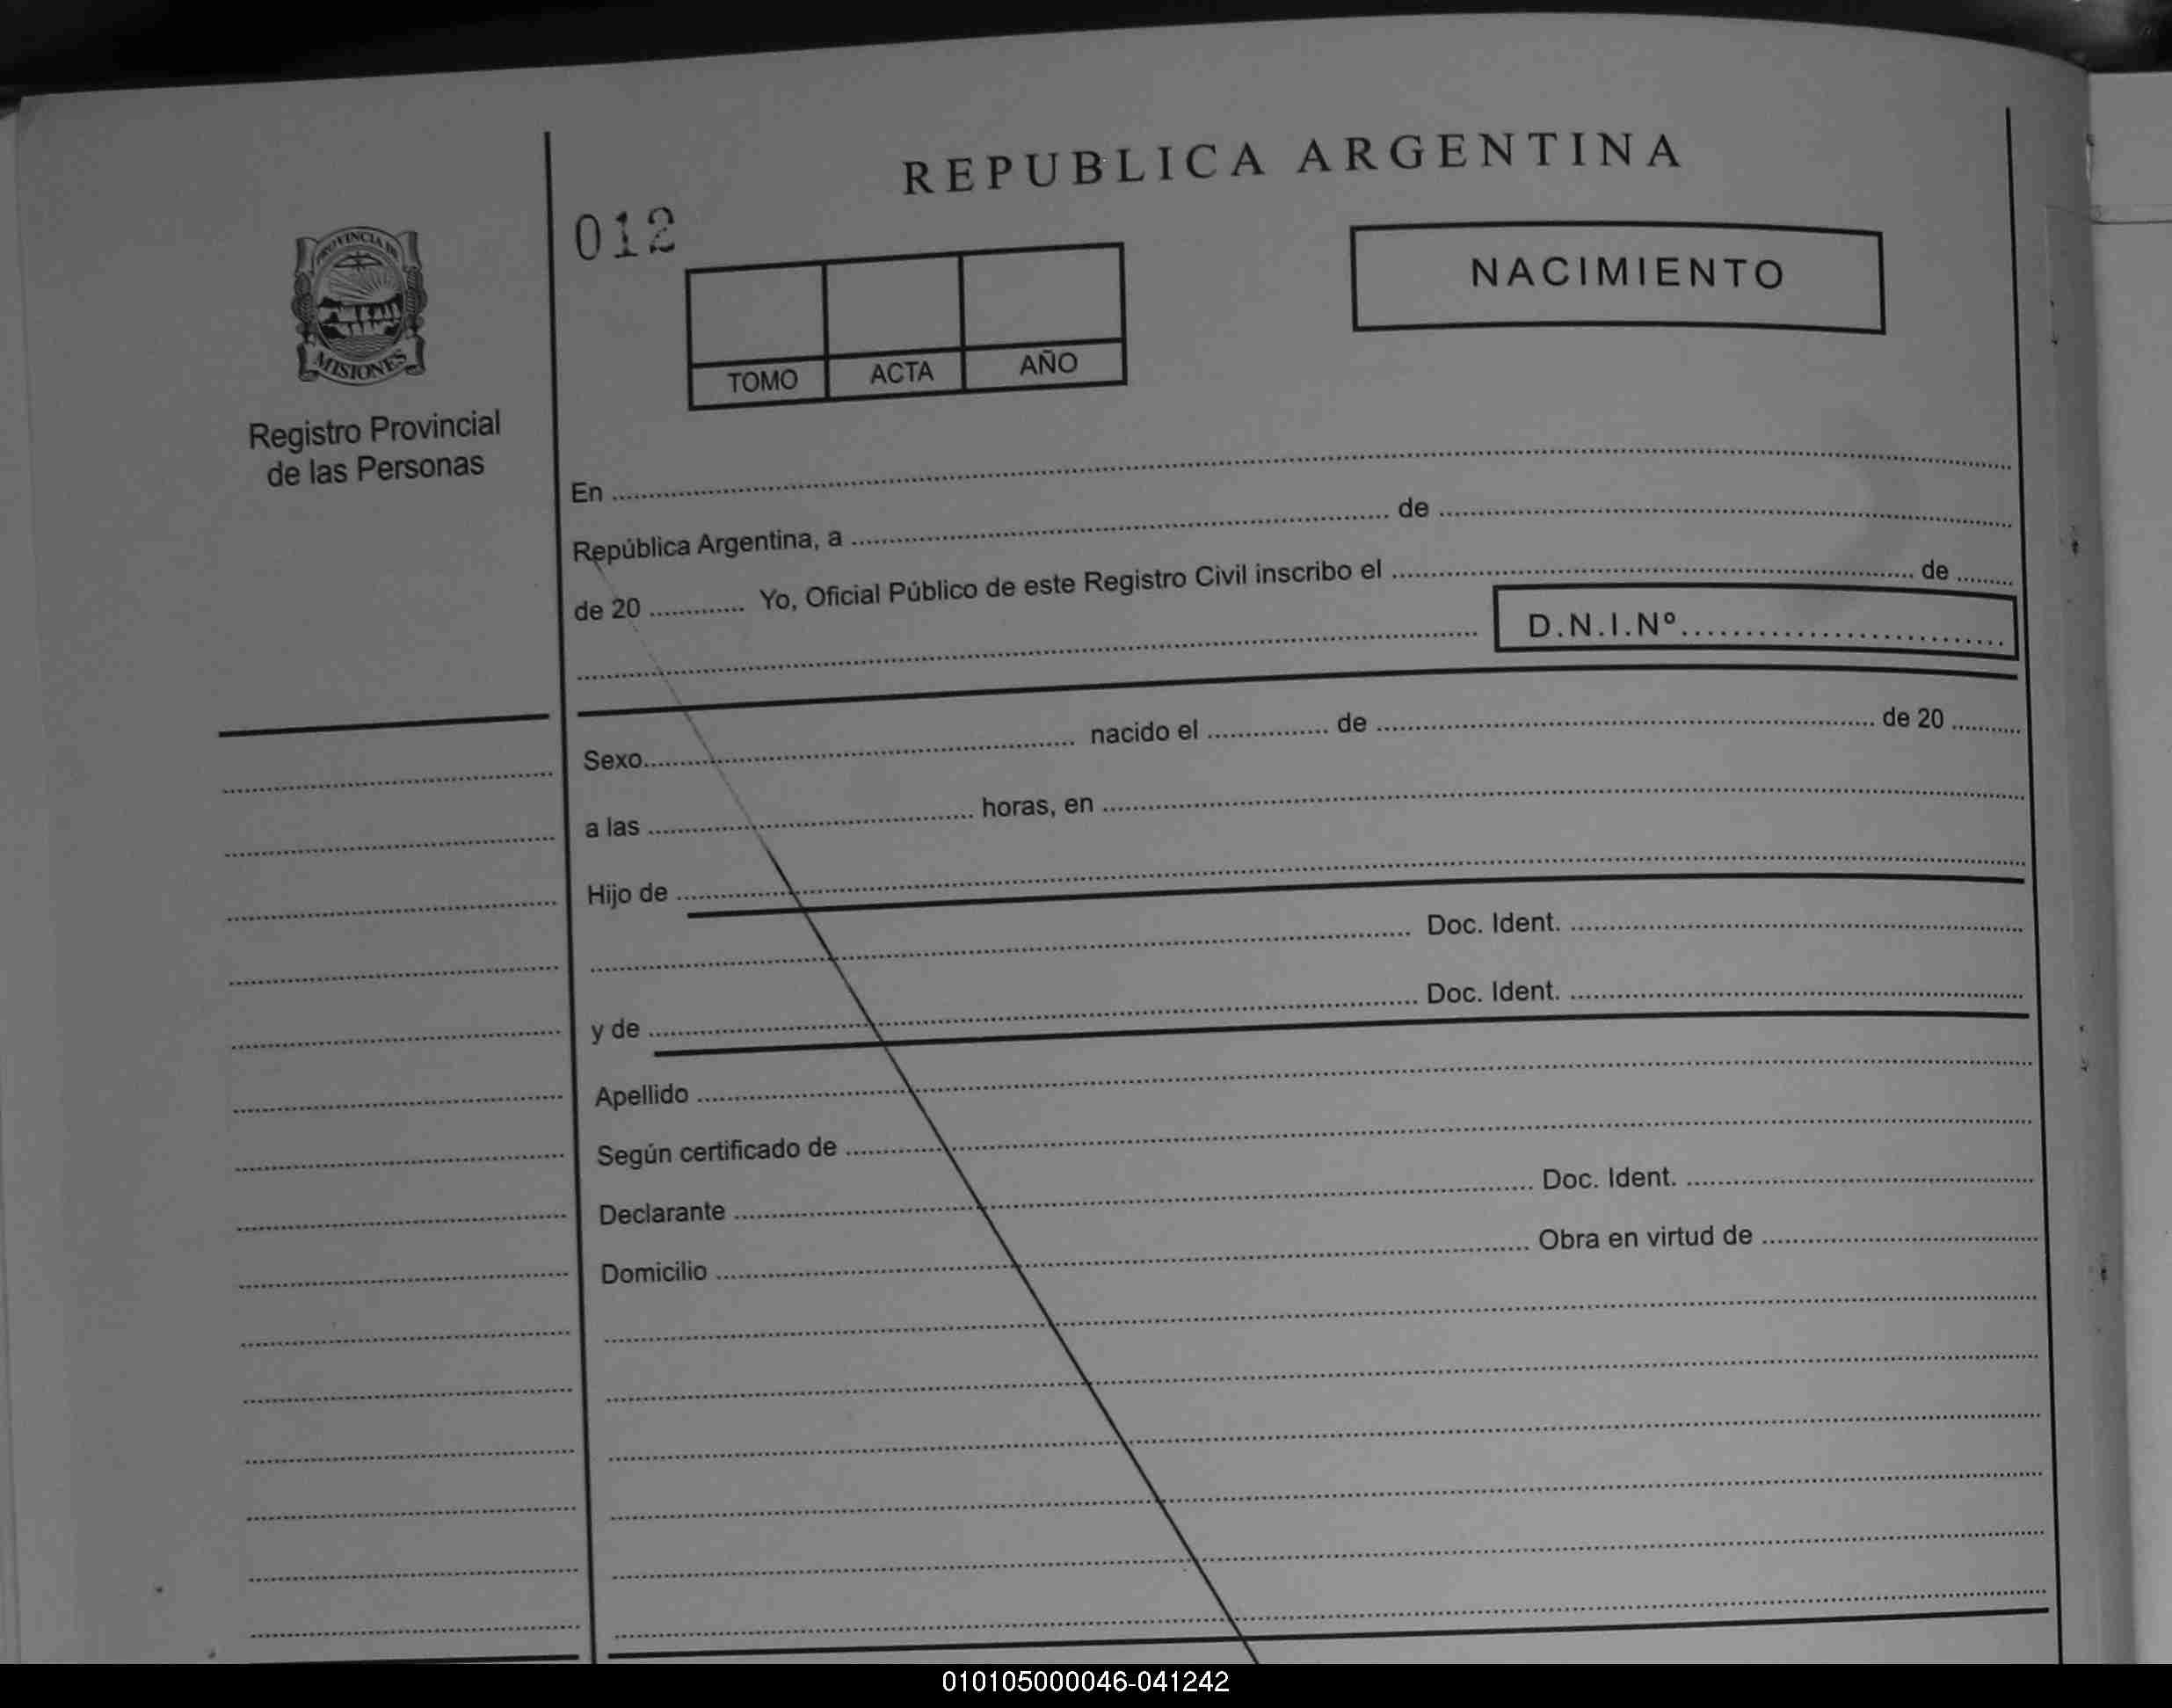 REPUBLICA ARGENTINA
PROVINCIA DE
MISIONES
Registro Provincial
de las Personas
012
TOMO ACTA AÑO
NACIMIENTO
En ........................................
República Argentina, a .............................. de ..............................
de 20 ............. Yo, Oficial Público de este Registro Civil inscribo el .............................. de ........
D.N.I.Nº..............................
Sexo.............................. nacido el ................ de .............................. de 20 ..........
a las .............................. horas, en ..............................
Hijo de ..............................
.............................. Doc. Ident. ..............................
y de .............................. Doc. Ident. ..............................
Apellido ..............................
Según certificado de ..............................
Declarante .............................. Doc. Ident. ..............................
Domicilio .............................. Obra en virtud de ..............................
010105000046-041242